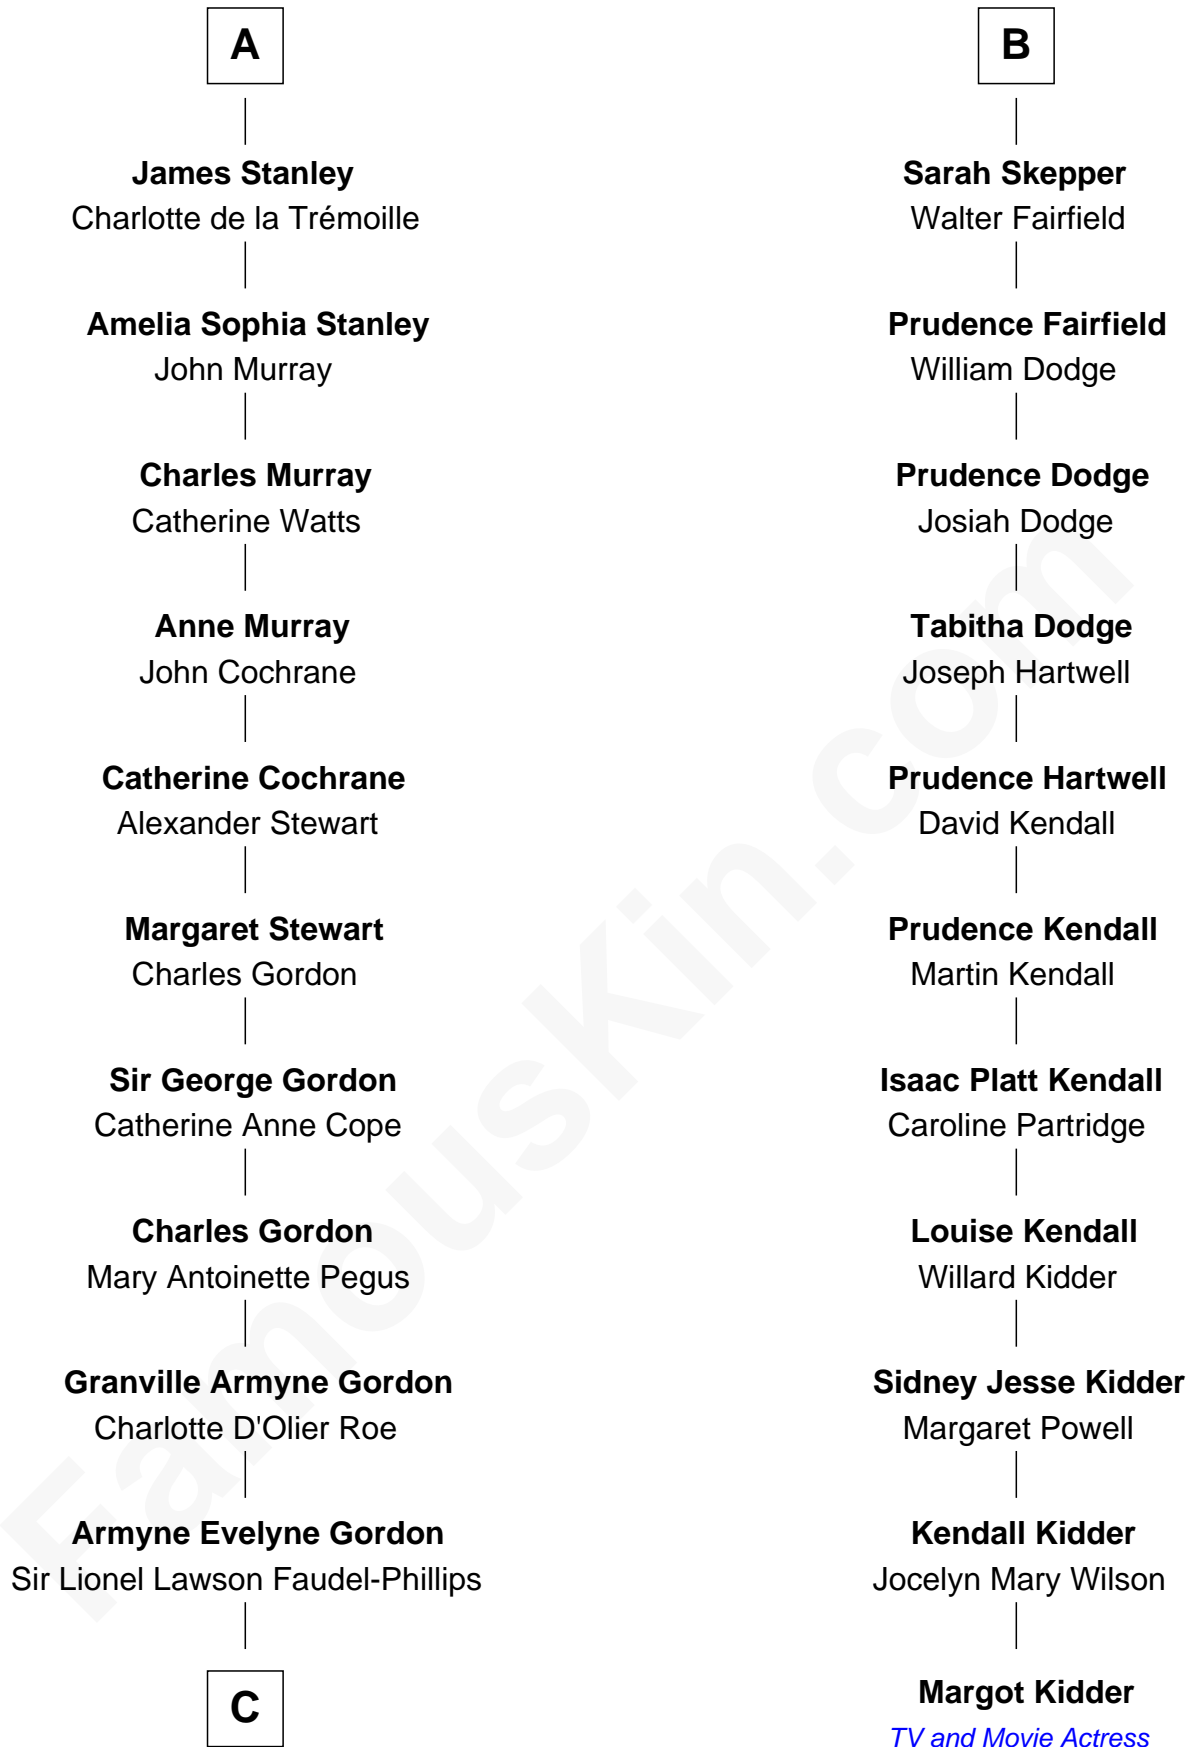 A
James Stanley
Charlotte de la Trémoille
Amelia Sophia Stanley
John Murray
Charles Murray
Catherine Watts
Anne Murray
John Cochrane
Catherine Cochrane
Alexander Stewart
Margaret Stewart
Charles Gordon
Sir George Gordon
Catherine Anne Cope
Charles Gordon
Mary Antoinette Pegus
Granville Armyne Gordon
Charlotte D'Olier Roe
Armyne Evelyne Gordon
Sir Lionel Lawson Faudel-Phillips
C
B
Sarah Skepper
Walter Fairfield
Prudence Fairfield
William Dodge
Prudence Dodge
Josiah Dodge
Tabitha Dodge
Joseph Hartwell
Prudence Hartwell
David Kendall
Prudence Kendall
Martin Kendall
Isaac Platt Kendall
Caroline Partridge
Louise Kendall
Willard Kidder
Sidney Jesse Kidder
Margaret Powell
Kendall Kidder
Jocelyn Mary Wilson
Margot Kidder
TV and Movie Actress
FamousKin.com